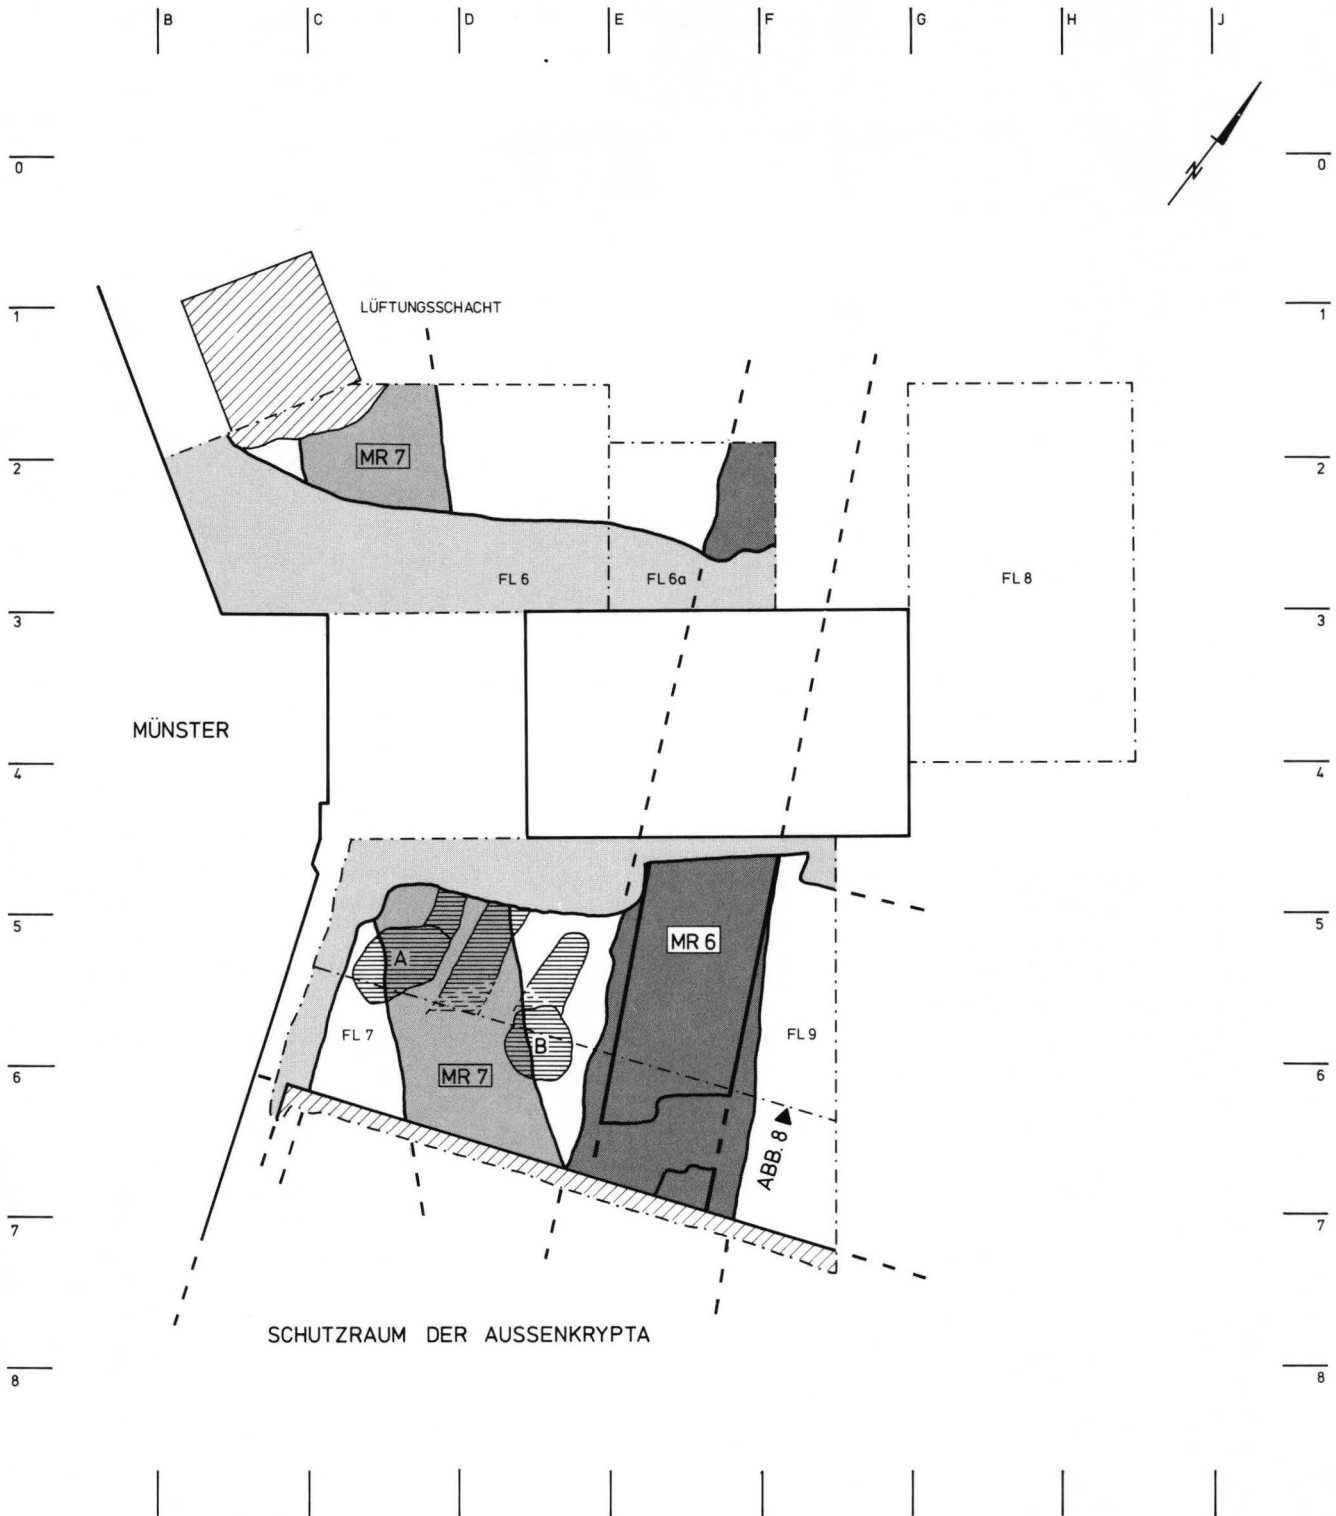 B C D E F G H J
N
0 0
LÜFTUNGSSCHACHT
1 1
MR 7
2 2
FL 6 FL 6a FL 8
3 3
MÜNSTER
4 4
5 5
MR 6
A
FL 7 B FL 9
MR 7
6 6
ABB. 8
7 7
SCHUTZRAUM DER AUSSENKRYPTA
8 8